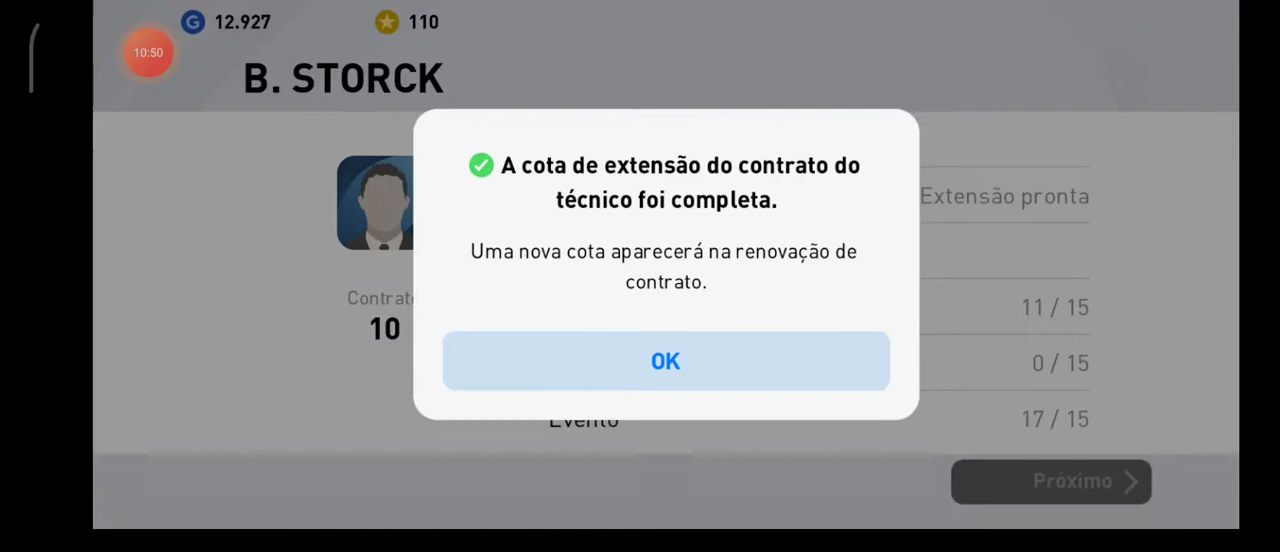 G 12.927 110
10:50
B. STORCK
A cota de extensão do contrato do
técnico foi completa.
Extensão pronta
Uma nova cota aparecerá na renovação de
contrato.
Contrato
10
11 / 15
OK
0 / 15
Evento
17 / 15
Próximo